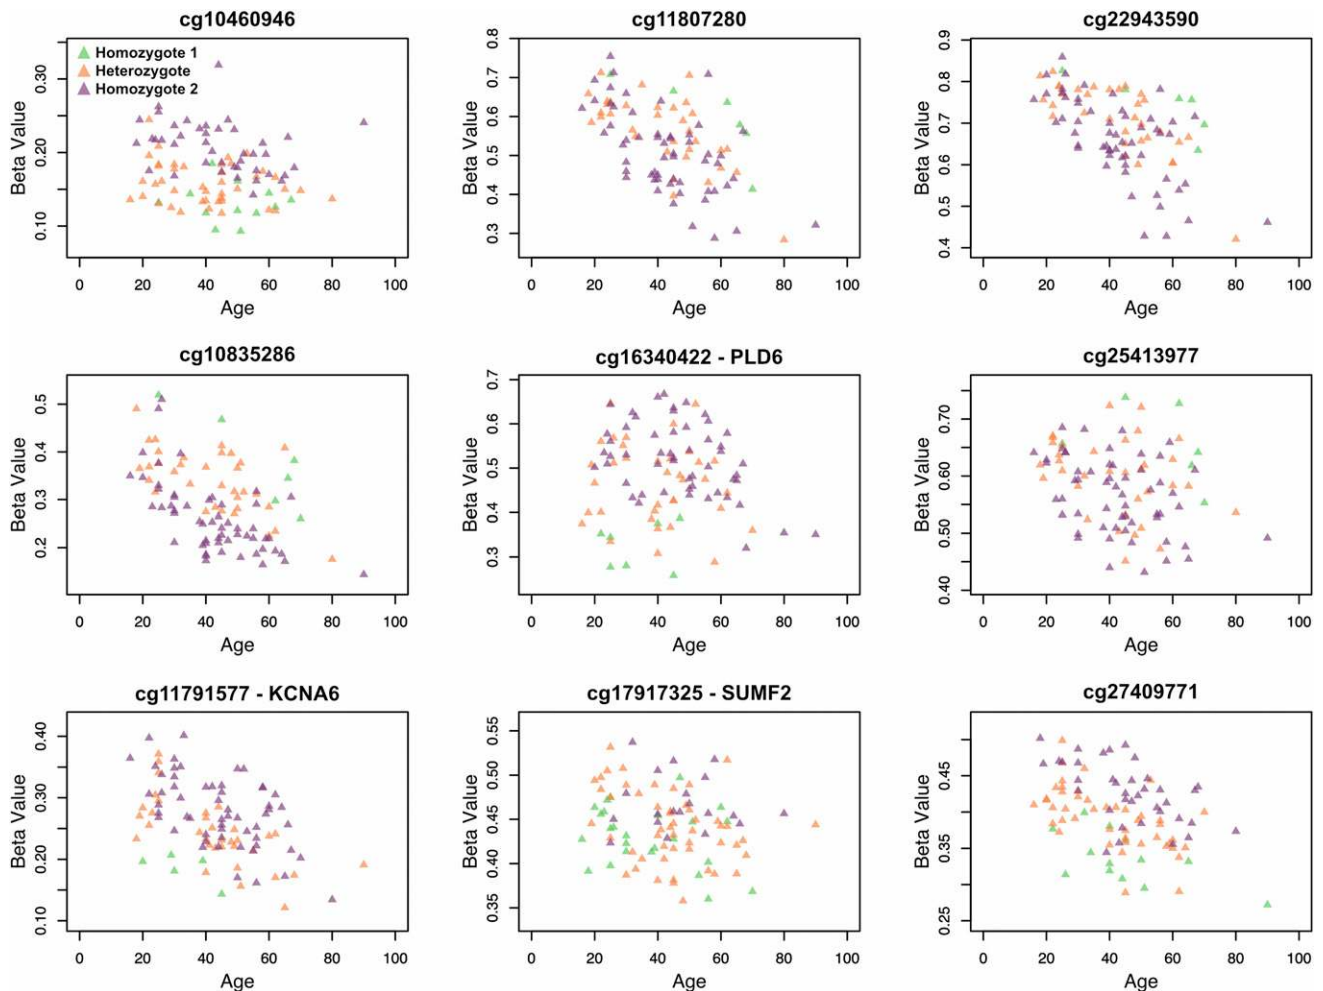 cg10460946
Beta Value
0.10 0.20 0.30
Homozygote 1
Heterozygote
Homozygote 2
0 20 40 60 80 100
Age
cg11807280
Beta Value
0.3 0.4 0.5 0.6 0.7 0.8
0 20 40 60 80 100
Age
cg22943590
Beta Value
0.4 0.5 0.6 0.7 0.8 0.9
0 20 40 60 80 100
Age
cg10835286
Beta Value
0.2 0.3 0.4 0.5
0 20 40 60 80 100
Age
cg16340422 - PLD6
Beta Value
0.3 0.4 0.5 0.6 0.7
0 20 40 60 80 100
Age
cg25413977
Beta Value
0.40 0.50 0.60 0.70
0 20 40 60 80 100
Age
cg11791577 - KCNA6
Beta Value
0.10 0.20 0.30 0.40
0 20 40 60 80 100
Age
cg17917325 - SUMF2
Beta Value
0.35 0.40 0.45 0.50 0.55
0 20 40 60 80 100
Age
cg27409771
Beta Value
0.25 0.35 0.45
0 20 40 60 80 100
Age